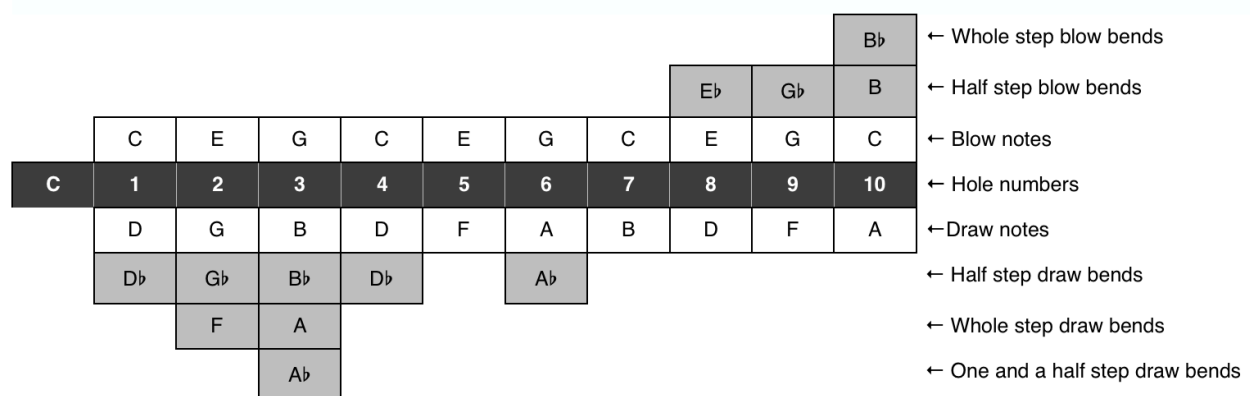 B♭ ← Whole step blow bends
E♭ G♭ B ← Half step blow bends
C E G C E G C E G C ← Blow notes
C 1 2 3 4 5 6 7 8 9 10 ← Hole numbers
D G B D F A B D F A ←Draw notes
D♭ G♭ B♭ D♭ A♭ ← Half step draw bends
F A ← Whole step draw bends
A♭ ← One and a half step draw bends